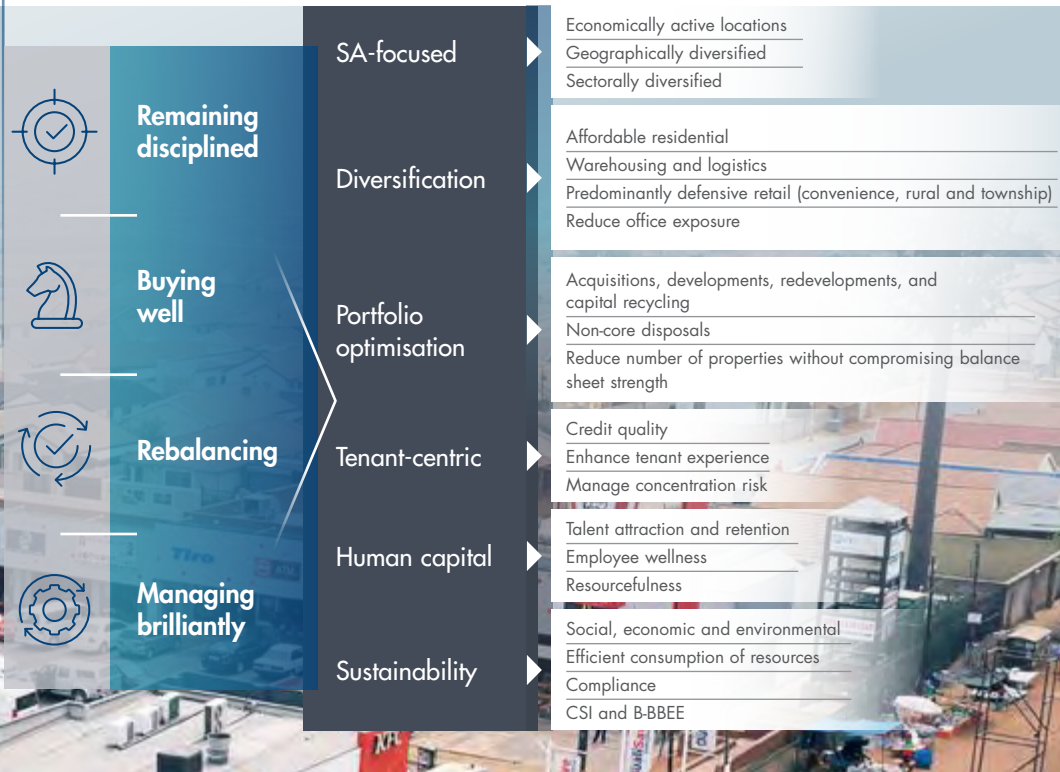 Remaining
disciplined
Buying
well
Rebalancing
Managing
brilliantly
SA-focused
Economically active locations
Geographically diversified
Sectorally diversified
Diversification
Affordable residential
Warehousing and logistics
Predominantly defensive retail (convenience, rural and township)
Reduce office exposure
Portfolio
optimisation
Acquisitions, developments, redevelopments, and
capital recycling
Non-core disposals
Reduce number of properties without compromising balance
sheet strength
Tenant-centric
Credit quality
Enhance tenant experience
Manage concentration risk
Human capital
Talent attraction and retention
Employee wellness
Resourcefulness
Sustainability
Social, economic and environmental
Efficient consumption of resources
Compliance
CSI and B-BBEE